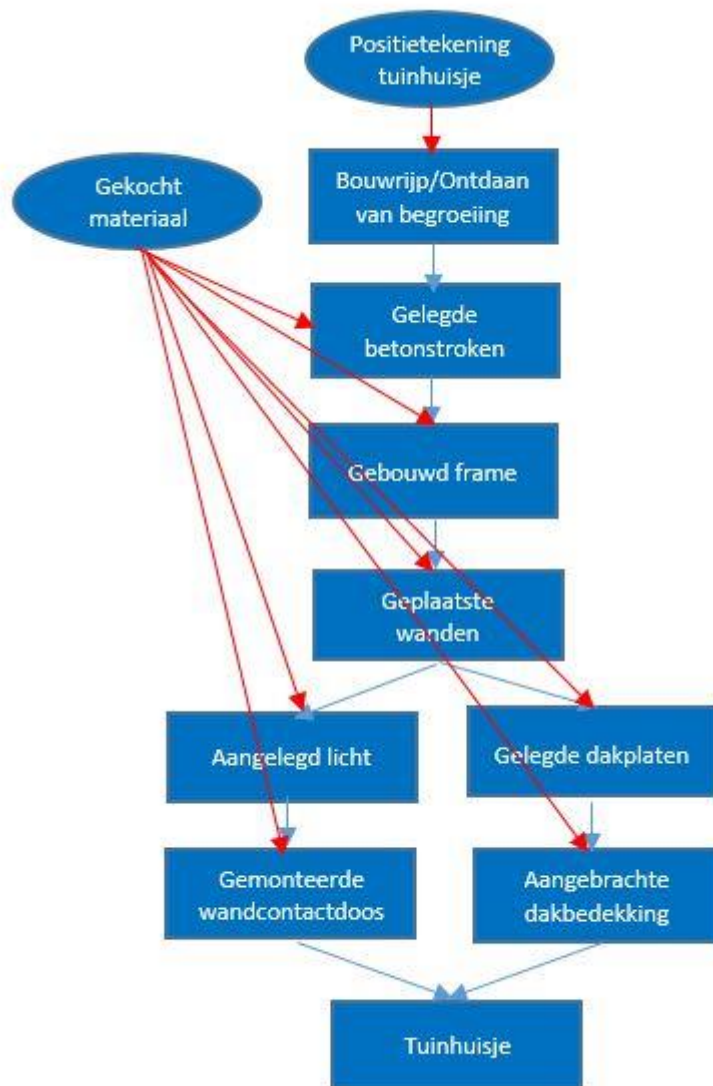 Positietekening
tuinhuisje
Bouwrijp/Ontdaan
van begroeiing
Gekocht
materiaal
Gelegde
betonstroken
Gebouwd frame
Geplaatste
wanden
Aangelegd licht
Gelegde dakplaten
Gemonteerde
wandcontactdoos
Aangebrachte
dakbedekking
Tuinhuisje